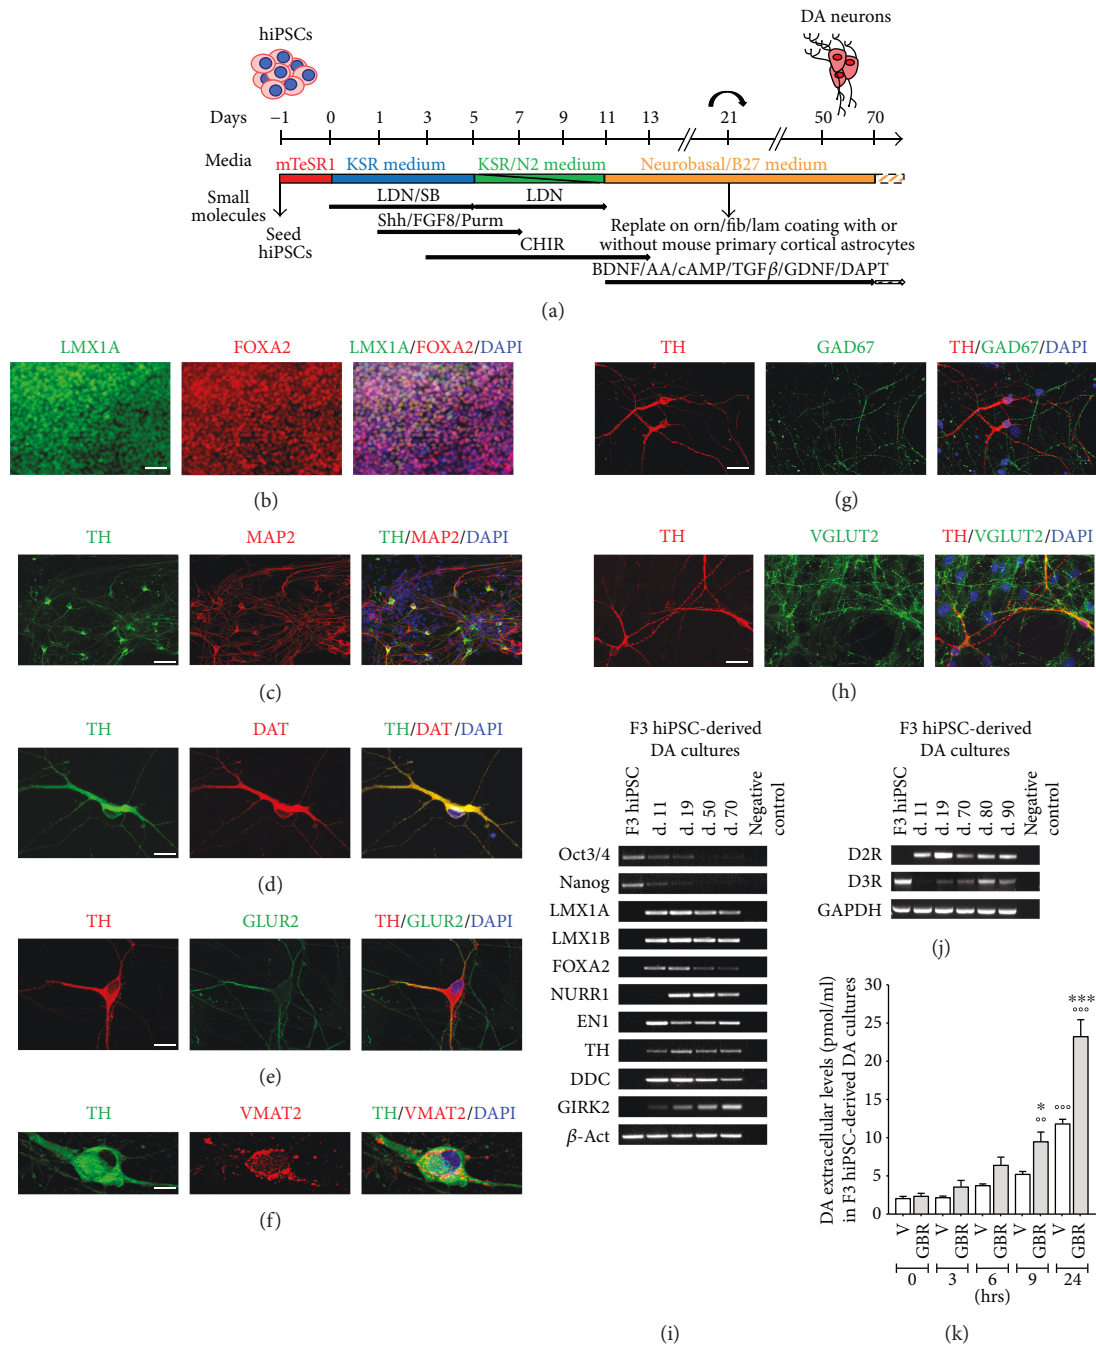 hiPSCs
DA neurons
Days −1 0 1 3 5 7 9 11 13 21 50 70
Media mTeSR1 KSR medium KSR/N2 medium Neurobasal/B27 medium
Small molecules
LDN/SB LDN
Shh/FGF8/Purm
Seed hiPSCs
CHIR
Replate on orn/fib/lam coating with or
without mouse primary cortical astrocytes
BDNF/AA/cAMP/TGFβ/GDNF/DAPT
(a)
LMX1A FOXA2 LMX1A/FOXA2/DAPI
(b)
TH MAP2 TH/MAP2/DAPI
(c)
TH DAT TH/DAT/DAPI
(d)
TH GLUR2 TH/GLUR2/DAPI
(e)
TH VMAT2 TH/VMAT2/DAPI
(f)
TH GAD67 TH/GAD67/DAPI
(g)
TH VGLUT2 TH/VGLUT2/DAPI
(h)
F3 hiPSC-derived
DA cultures
F3 hiPSC d. 11 d. 19 d. 50 d. 70 Negative control
Oct3/4
Nanog
LMX1A
LMX1B
FOXA2
NURR1
EN1
TH
DDC
GIRK2
β-Act
(i)
F3 hiPSC-derived
DA cultures
F3 hiPSC d. 11 d. 19 d. 70 d. 80 d. 90 Negative control
D2R
D3R
GAPDH
(j)
DA extracellular levels (pmol/ml)
in F3 hiPSC-derived DA cultures
30
25
20
15
10
5
0
*
°°
°°°
***
°°°
V GBR V GBR V GBR V GBR V GBR
0 3 6 9 24
(hrs)
(k)